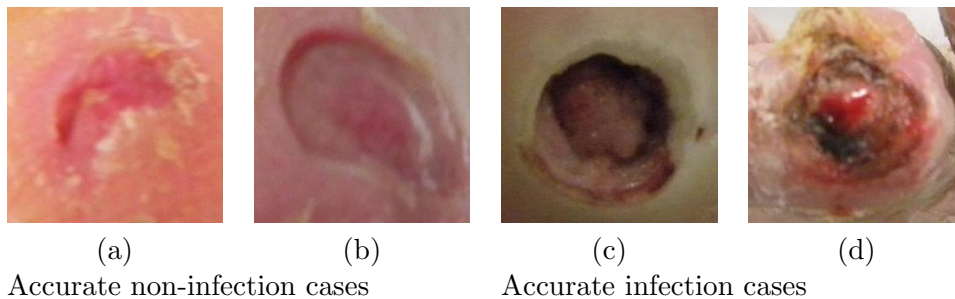 (a) (b) (c) (d)
Accurate non-infection cases Accurate infection cases